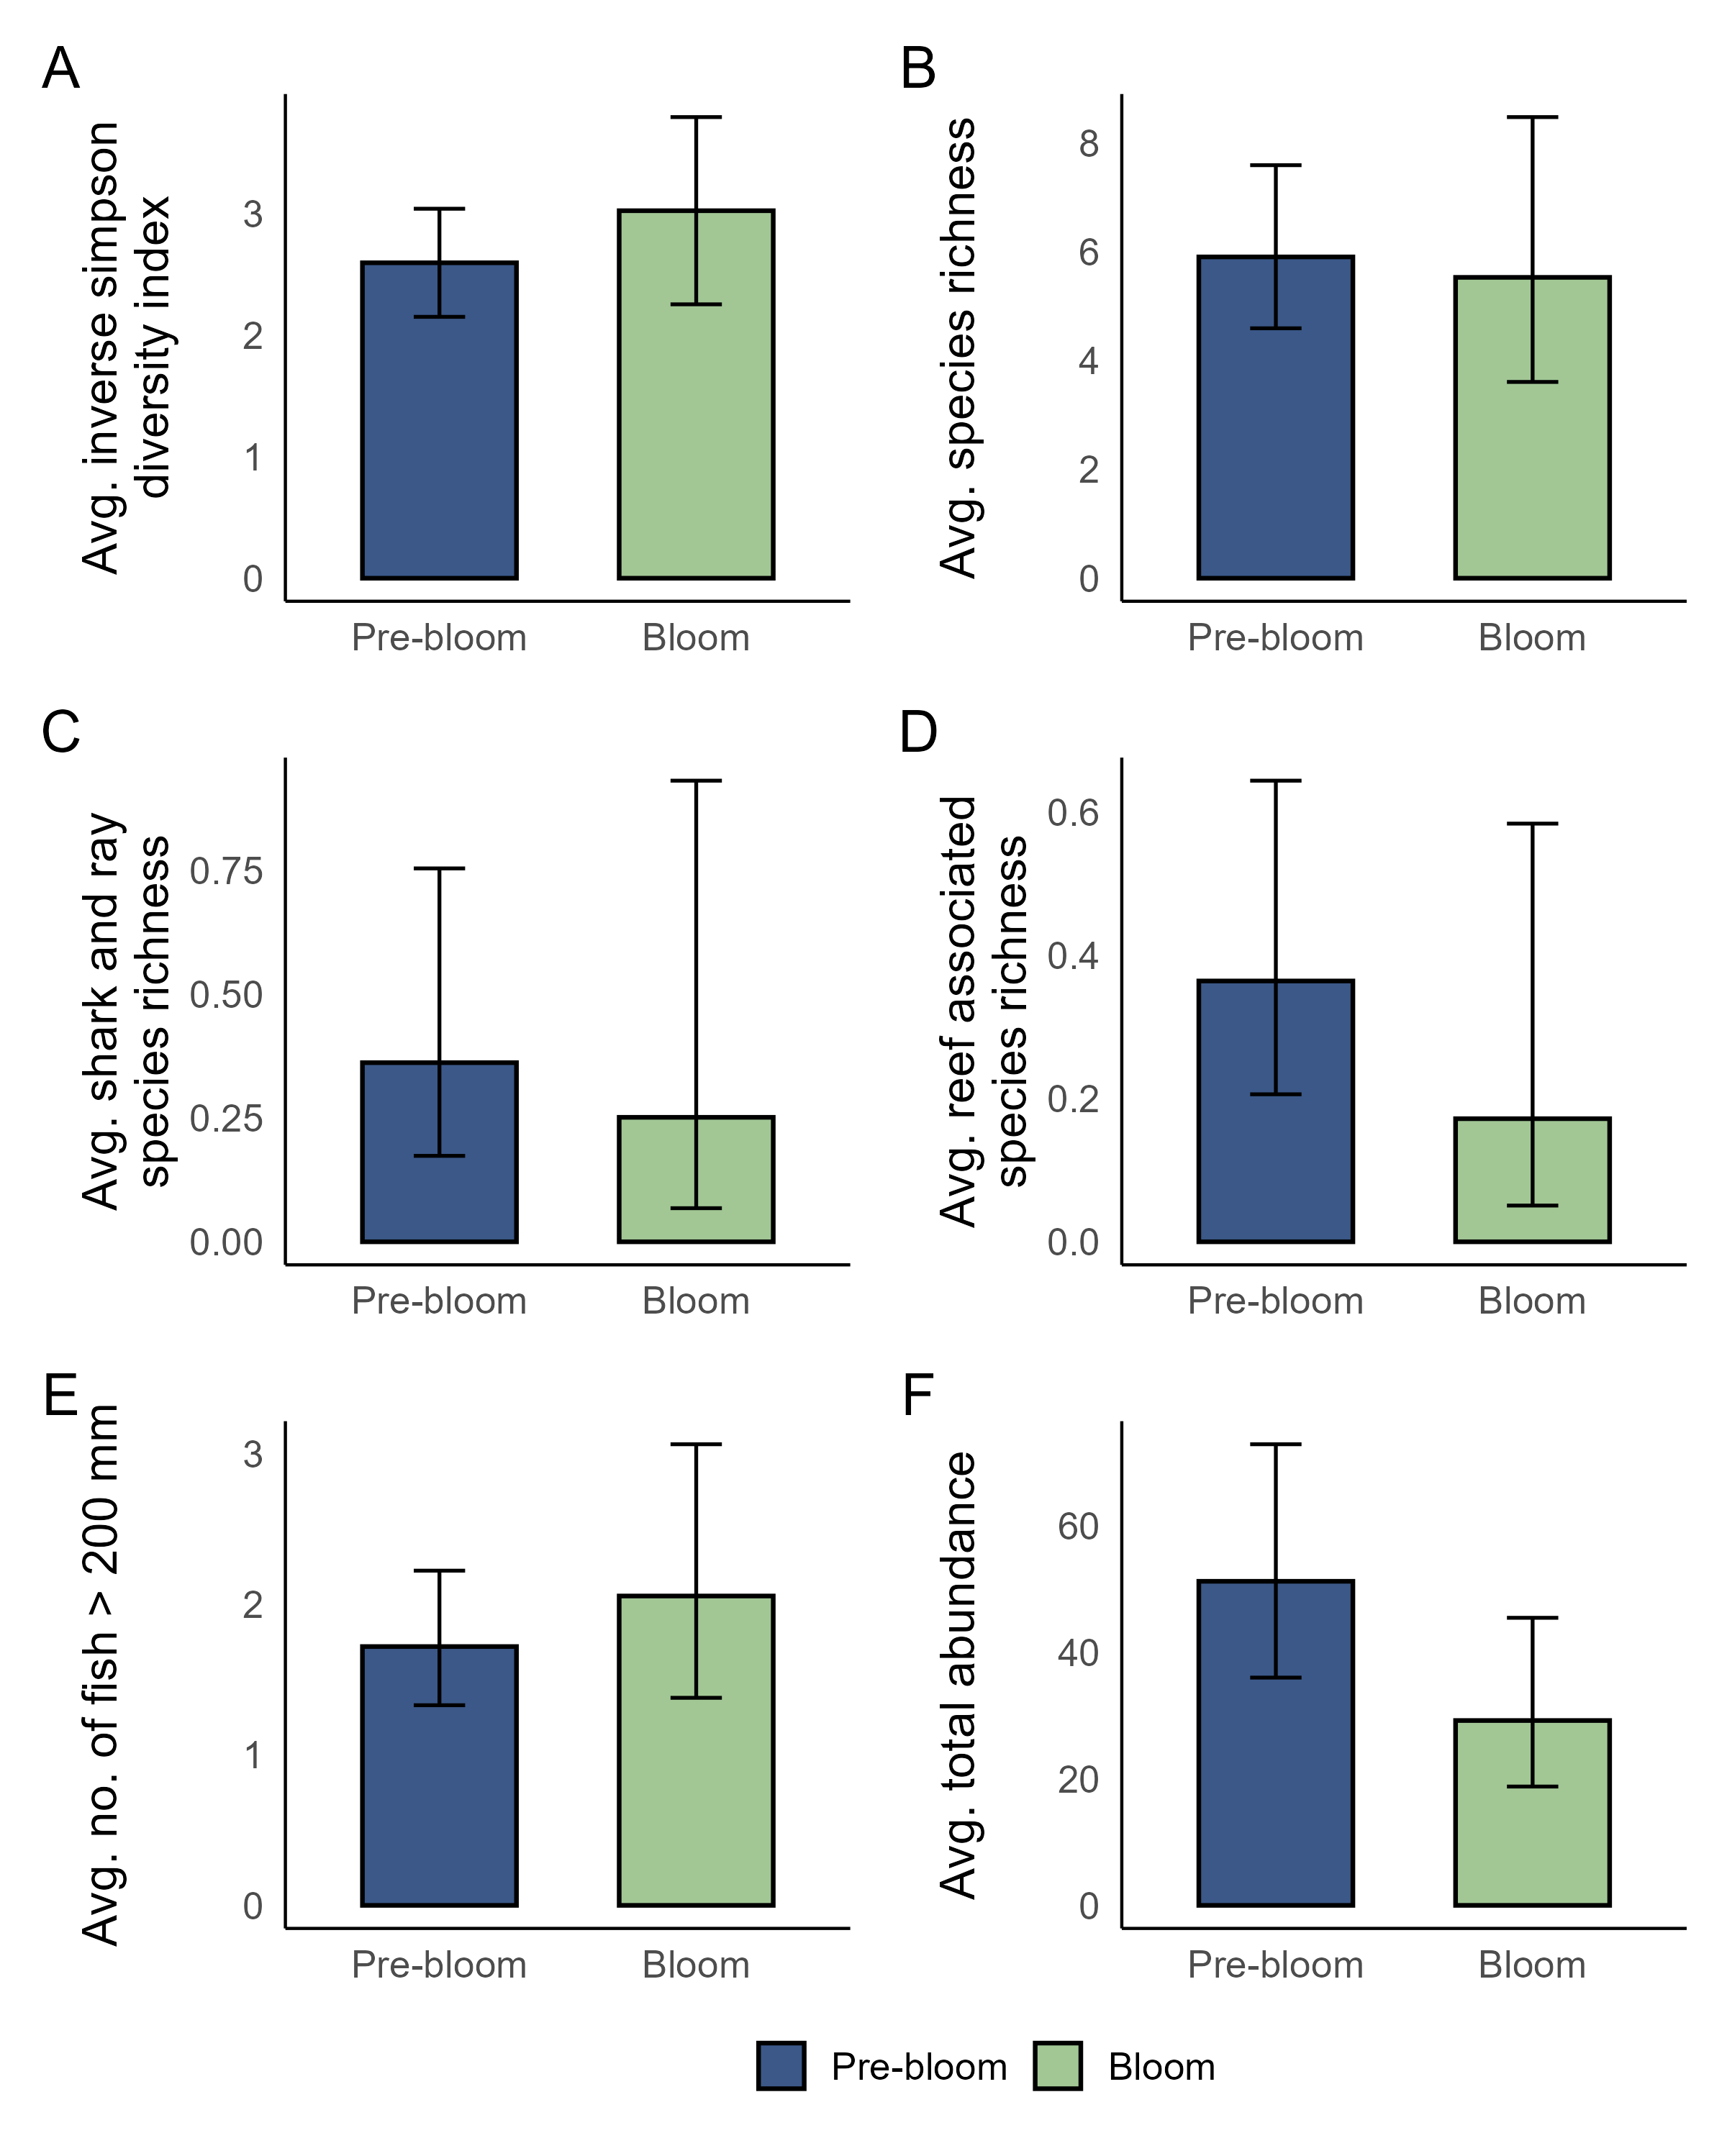 A
Avg. inverse simpson
diversity index
3
2
1
0
Pre-bloom Bloom
B
Avg. species richness
8
6
4
2
0
Pre-bloom Bloom
C
Avg. shark and ray
species richness
0.75
0.50
0.25
0.00
Pre-bloom Bloom
D
Avg. reef associated
species richness
0.6
0.4
0.2
0.0
Pre-bloom Bloom
E
Avg. no. of fish > 200 mm
3
2
1
0
Pre-bloom Bloom
F
Avg. total abundance
60
40
20
0
Pre-bloom Bloom
Pre-bloom Bloom